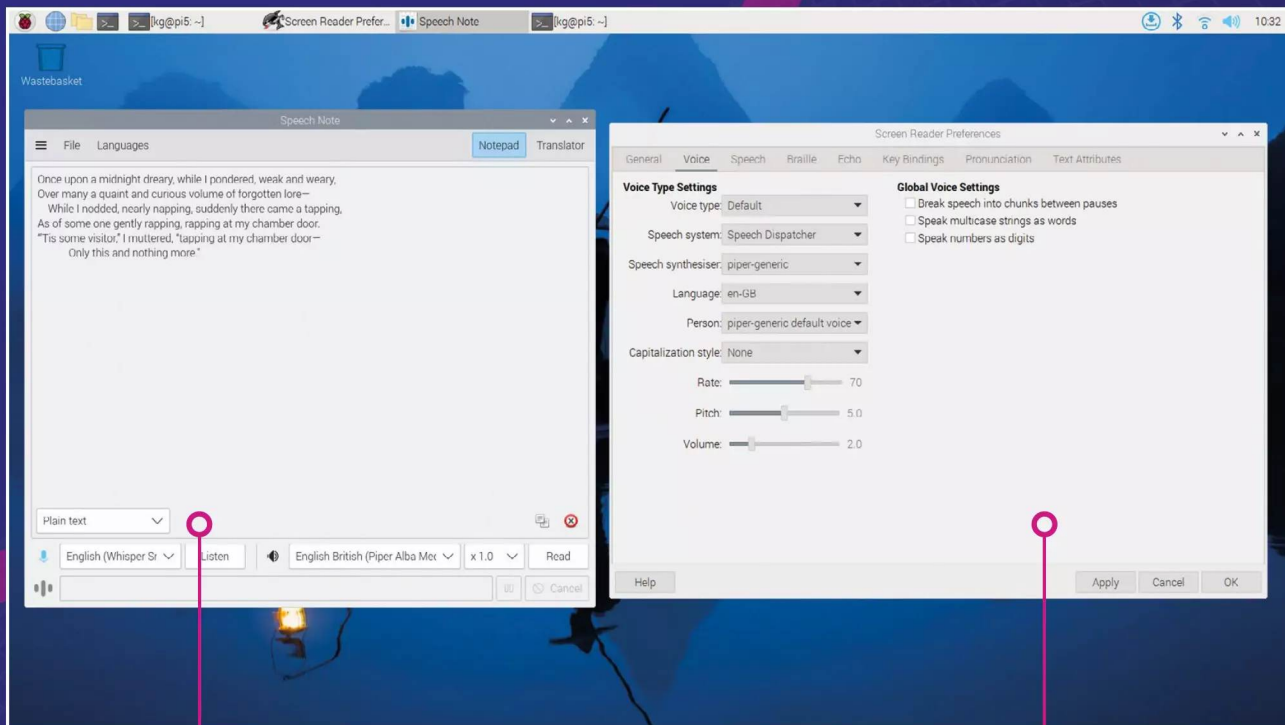 [kg@pi5: ~]
Screen Reader Prefer...
Speech Note
[kg@pi5: ~]
10:32
Wastebasket
Speech Note
File Languages
Notepad Translator
Once upon a midnight dreary, while I pondered, weak and weary,
Over many a quaint and curious volume of forgotten lore—
While I nodded, nearly napping, suddenly there came a tapping,
As of some one gently rapping, rapping at my chamber door.
"'Tis some visitor," I muttered, "tapping at my chamber door—
Only this and nothing more."
Plain text
English (Whisper Sr Listen English British (Piper Alba Med x 1.0 Read
Cancel
Screen Reader Preferences
General Voice Speech Braille Echo Key Bindings Pronunciation Text Attributes
Voice Type Settings
Voice type: Default
Speech system: Speech Dispatcher
Speech synthesiser: piper-generic
Language: en-GB
Person: piper-generic default voice
Capitalization style: None
Rate: 70
Pitch: 5.0
Volume: 2.0
Global Voice Settings
Break speech into chunks between pauses
Speak multicase strings as words
Speak numbers as digits
Help Apply Cancel OK